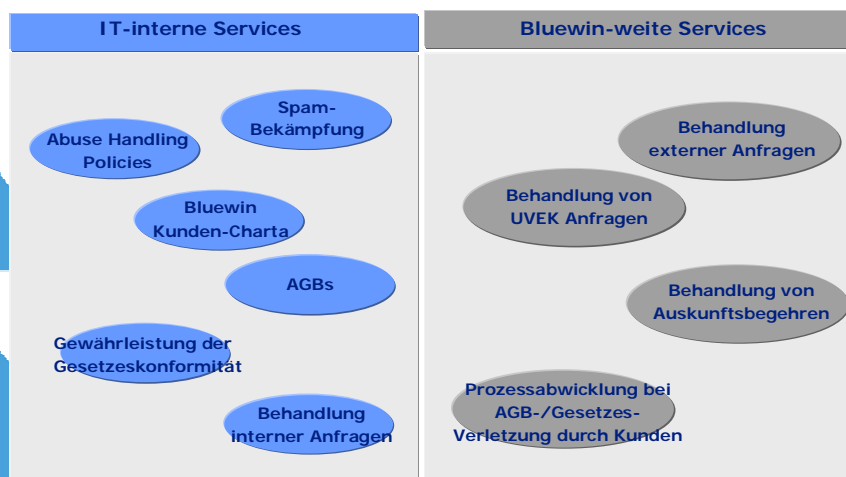 IT-interne Services
Spam-
Bekämpfung
Abuse Handling
Policies
Bluewin
Kunden-Charta
AGBs
Gewährleistung der
Gesetzeskonformität
Behandlung
interner Anfragen
Bluewin-weite Services
Behandlung
externer Anfragen
Behandlung von
UVEK Anfragen
Behandlung von
Auskunftsbegehren
Prozessabwicklung bei
AGB-/Gesetzes-
Verletzung durch Kunden